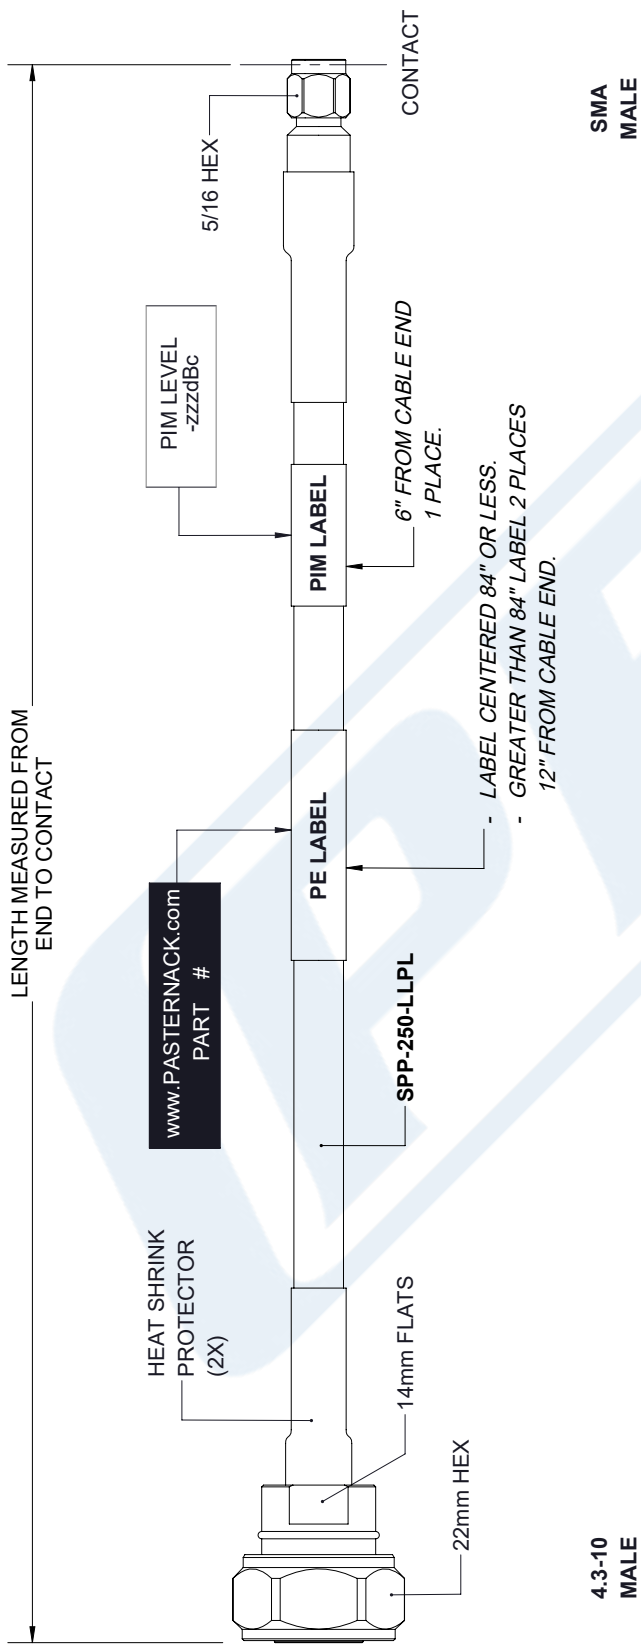 LENGTH MEASURED FROM
END TO CONTACT
HEAT SHRINK
PROTECTOR
(2X)
www.PASTERNACK.com
PART #
PIM LEVEL
-zzzdBc
5/16 HEX
PE LABEL
PIM LABEL
CONTACT
22mm HEX
14mm FLATS
SPP-250-LLPL
- LABEL CENTERED 84" OR LESS.
- GREATER THAN 84" LABEL 2 PLACES
12" FROM CABLE END.
6" FROM CABLE END
1 PLACE.
4.3-10
MALE
SMA
MALE